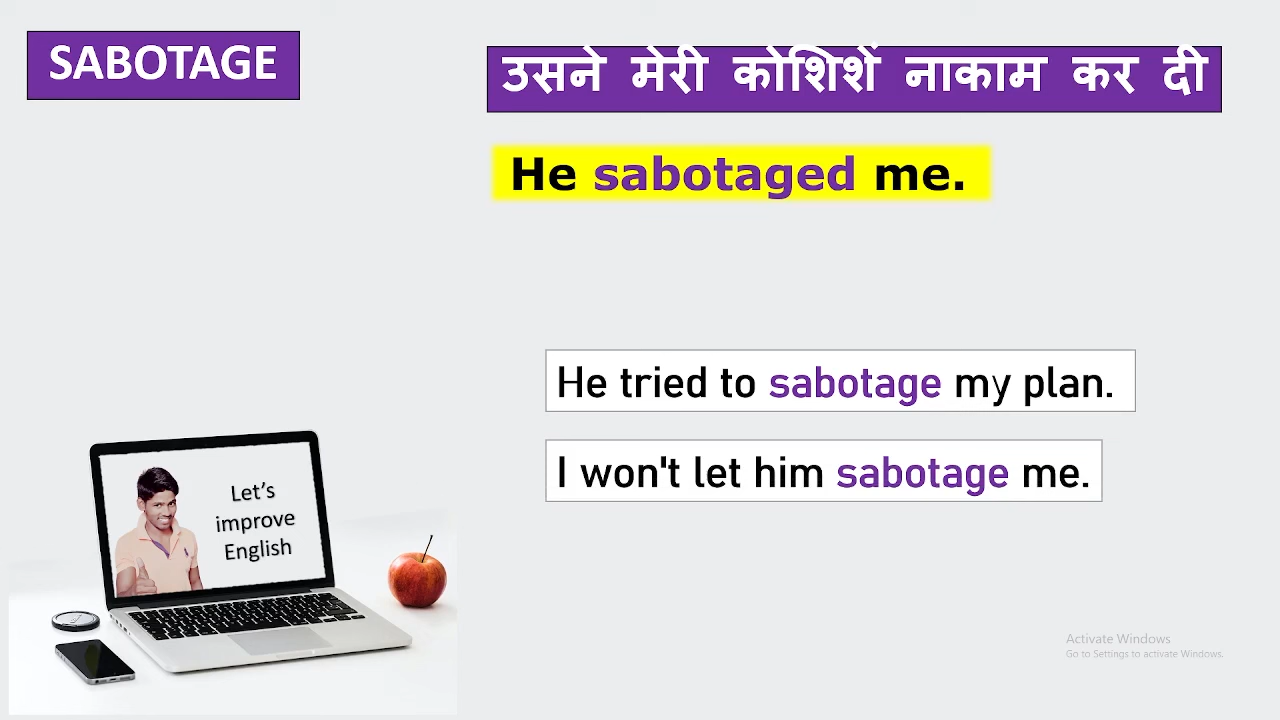 SABOTAGE
उसने मेरी कोशिशें नाकाम कर दी
He sabotaged me.
He tried to sabotage my plan.
I won't let him sabotage me.
Let's
improve
English
Activate Windows
Go to Settings to activate Windows.